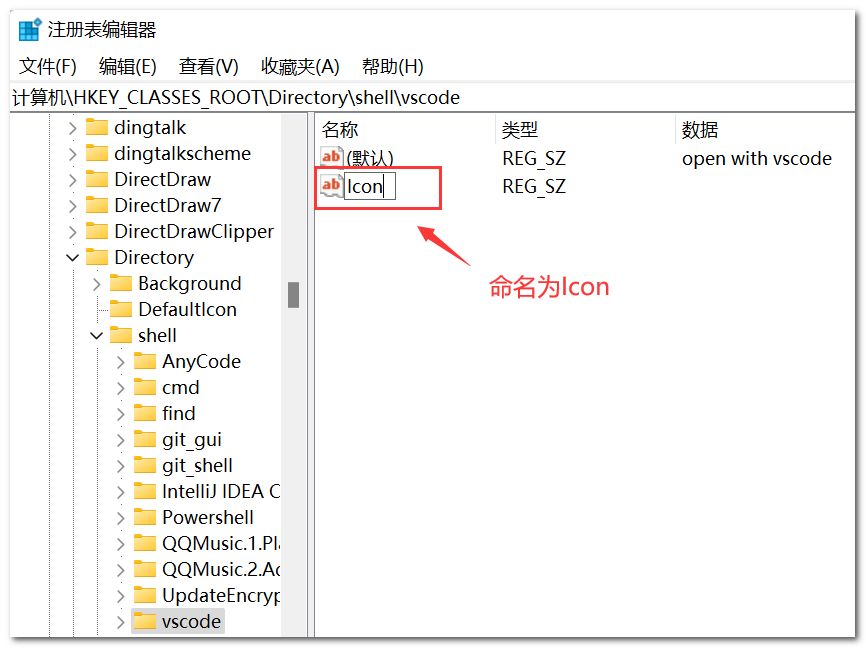 注册表编辑器
文件(F) 编辑(E) 查看(V) 收藏夹(A) 帮助(H)
计算机\HKEY_CLASSES_ROOT\Directory\shell\vscode
dingtalk
dingtalkscheme
DirectDraw
DirectDraw7
DirectDrawClipper
Directory
Background
DefaultIcon
shell
AnyCode
cmd
find
git_gui
git_shell
IntelliJ IDEA C
Powershell
QQMusic.1.Pla
QQMusic.2.Ad
UpdateEncryp
vscode
名称 类型 数据
(默认) REG_SZ open with vscode
Icon REG_SZ
命名为Icon